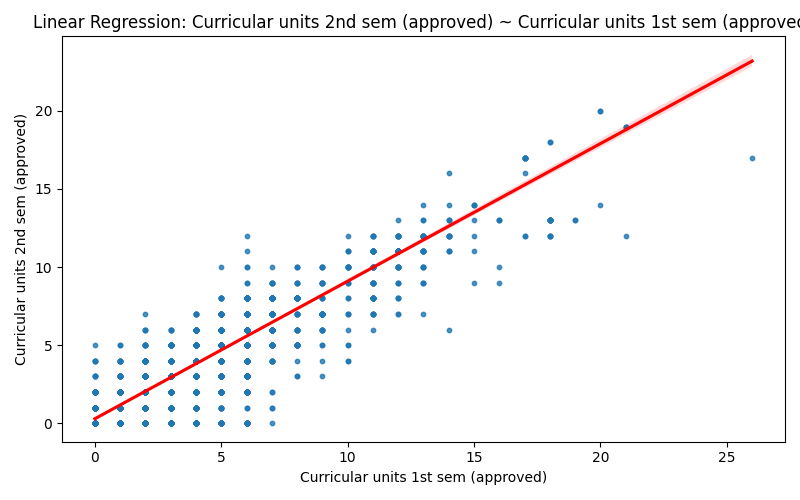 Linear Regression: Curricular units 2nd sem (approved) ~ Curricular units 1st sem (approved
20
15
10
5
0
Curricular units 2nd sem (approved)
0 5 10 15 20 25
Curricular units 1st sem (approved)